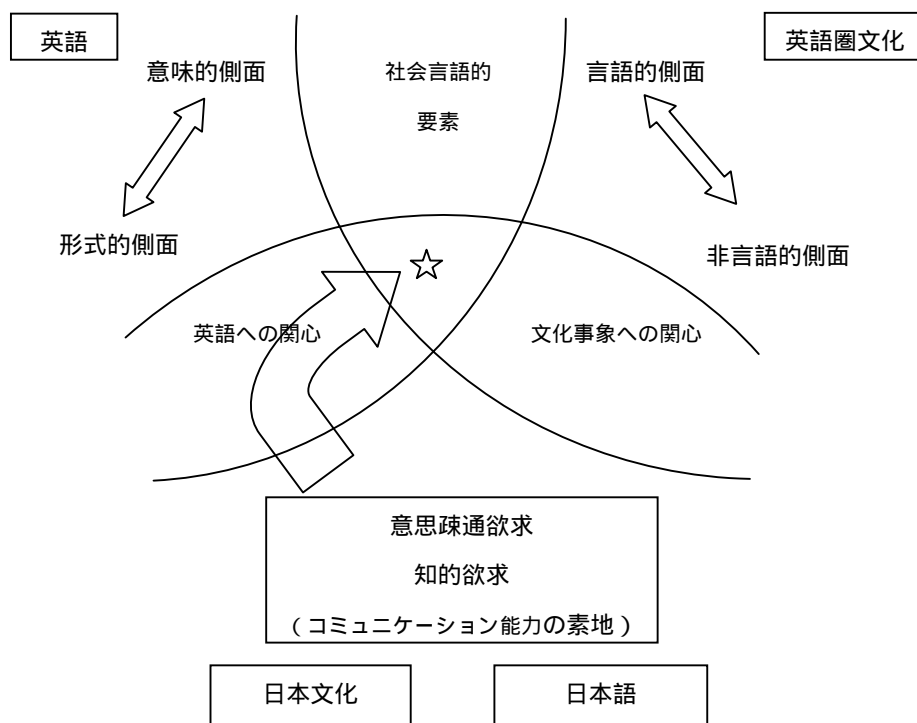 英語
英語圏文化
意味的側面
社会言語的
要素
言語的側面
形式的側面
非言語的側面
☆
英語への関心
文化事象への関心
意思疎通欲求
知的欲求
（コミュニケーション能力の素地）
日本文化
日本語